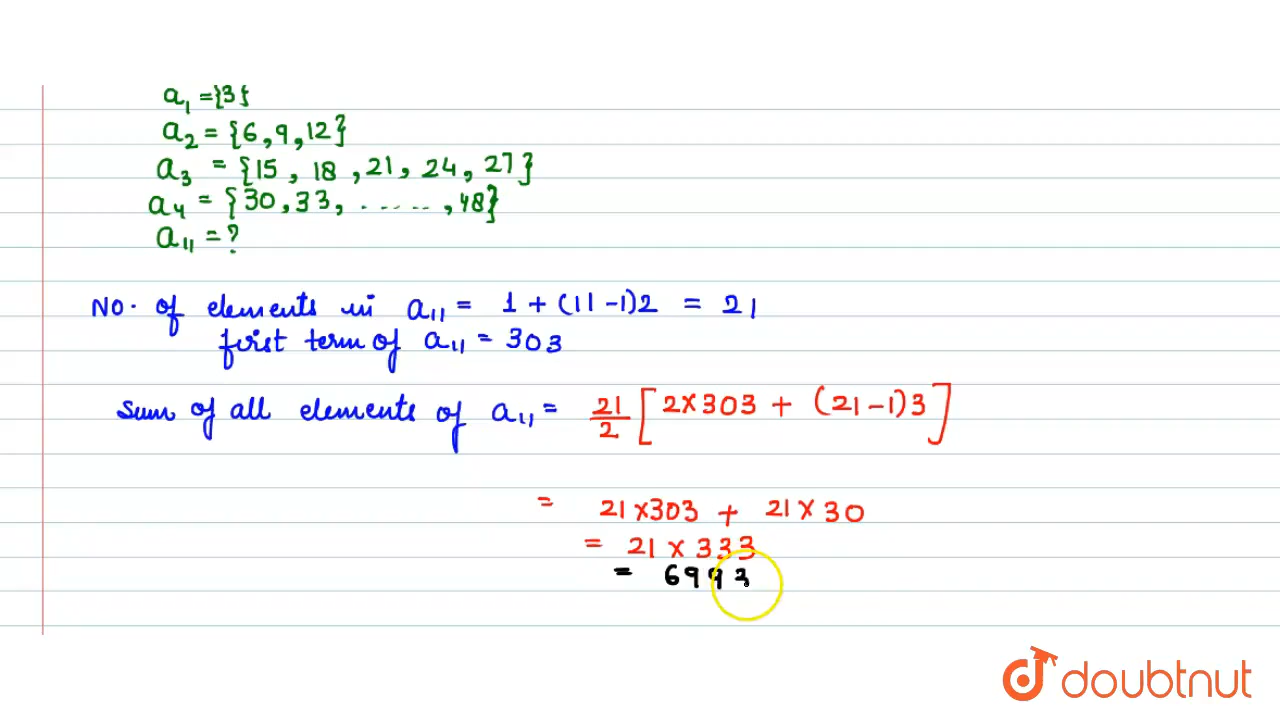 a₁ = {3}
a₂ = {6, 9, 12}
a₃ = {15, 18, 21, 24, 27}
a₄ = {30, 33, ......, 48}
a₁₁ = ?
No. of elements in a₁₁ = 1 + (11 - 1)2 = 21
first term of a₁₁ = 303
Sum of all elements of a₁₁ = 21/2 [2×303 + (21-1)3]
= 21×303 + 21×30
= 21 × 333
= 6993
doubtnut